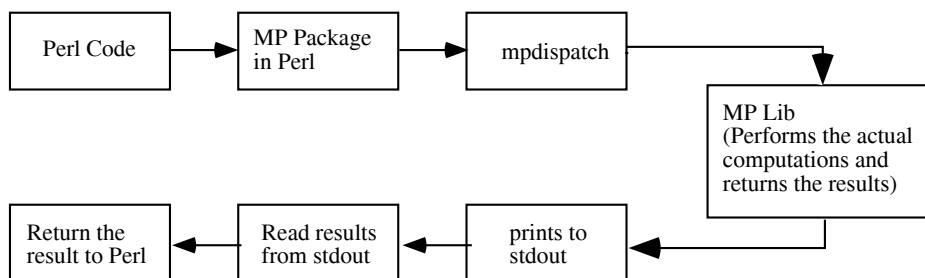 Perl Code
MP Package
in Perl
mpdispatch
MP Lib
(Performs the actual
computations and
returns the results)
prints to
stdout
Read results
from stdout
Return the
result to Perl